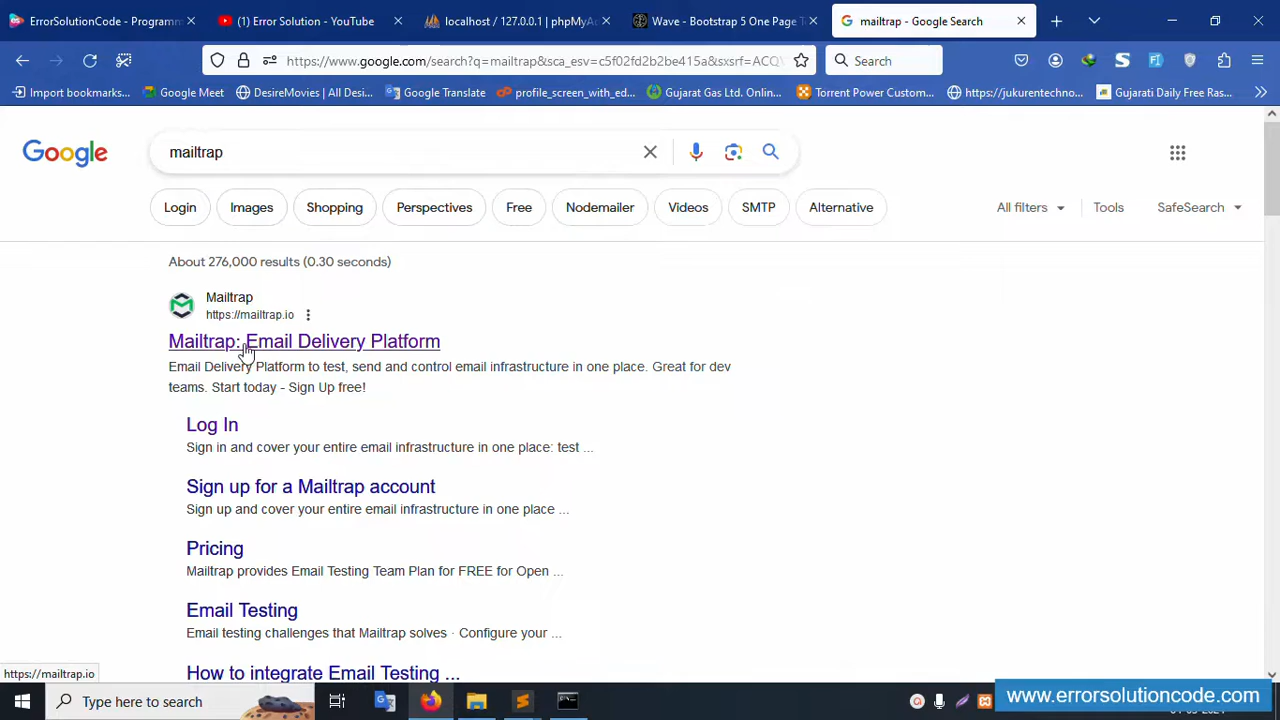 ErrorSolutionCode - Programm
(1) Error Solution - YouTube
localhost / 127.0.0.1 | phpMyAc
Wave - Bootstrap 5 One Page T
mailtrap - Google Search
https://www.google.com/search?q=mailtrap&sca_esv=c5f02fd2b2be415a&sxsrf=ACQV
Search
Import bookmarks...
Google Meet
DesireMovies | All Desi...
Google Translate
profile_screen_with_ed...
Gujarat Gas Ltd. Onlin...
Torrent Power Custom...
https://jukurentechno...
Gujarati Daily Free Ras...
Google
mailtrap
Login
Images
Shopping
Perspectives
Free
Nodemailer
Videos
SMTP
Alternative
All filters
Tools
SafeSearch
About 276,000 results (0.30 seconds)
Mailtrap
https://mailtrap.io
Mailtrap: Email Delivery Platform
Email Delivery Platform to test, send and control email infrastructure in one place. Great for dev
teams. Start today - Sign Up free!
Log In
Sign in and cover your entire email infrastructure in one place: test ...
Sign up for a Mailtrap account
Sign up and cover your entire email infrastructure in one place ...
Pricing
Mailtrap provides Email Testing Team Plan for FREE for Open ...
Email Testing
Email testing challenges that Mailtrap solves · Configure your ...
How to integrate Email Testing ...
https://mailtrap.io
Type here to search
www.errorsolutioncode.com